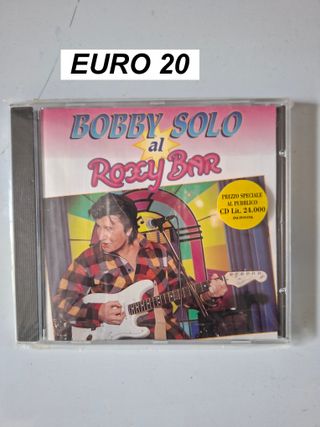 EURO 20
BOBBY SOLO
al
ROXY BAR
PREZZO SPECIALE
AL PUBBLICO
CD Lit. 24.000